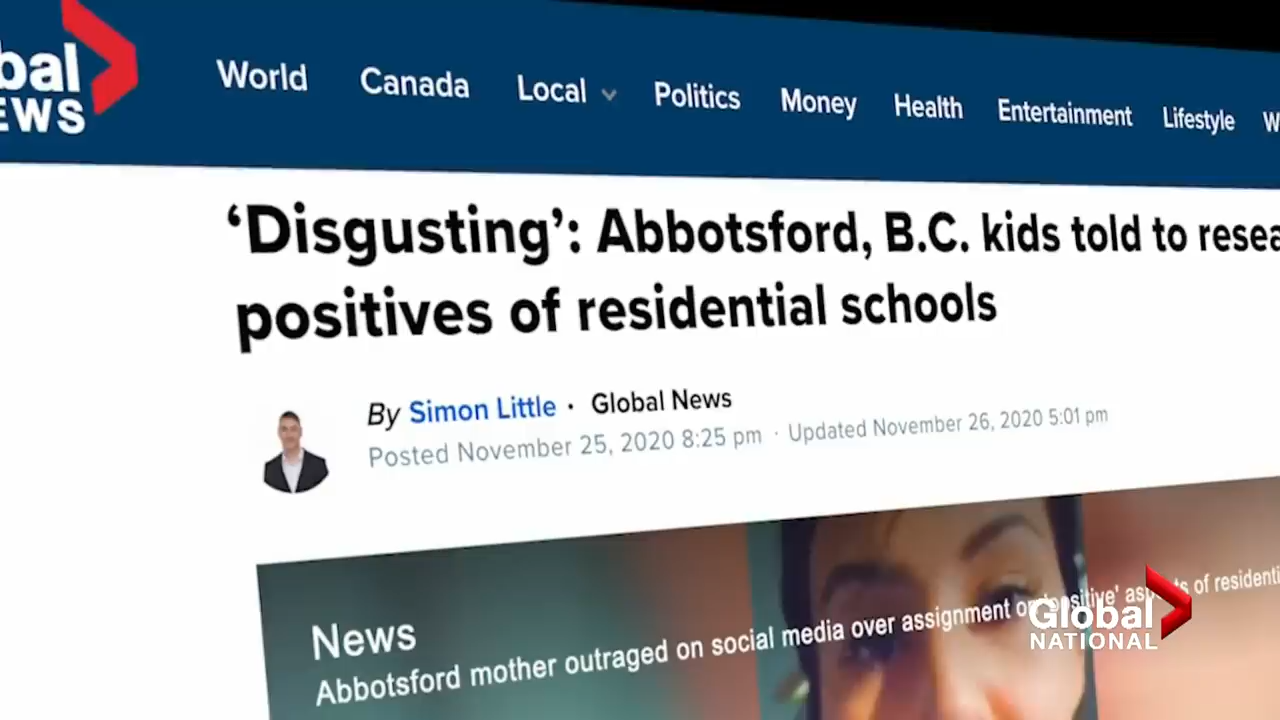 bal
EWS
World Canada Local Politics Money Health Entertainment Lifestyle W
‘Disgusting’: Abbotsford, B.C. kids told to resea
positives of residential schools
By Simon Little · Global News
Posted November 25, 2020 8:25 pm · Updated November 26, 2020 5:01 pm
News
Abbotsford mother outraged on social media over assignment on 'positive' aspects of residenti
Global
NATIONAL